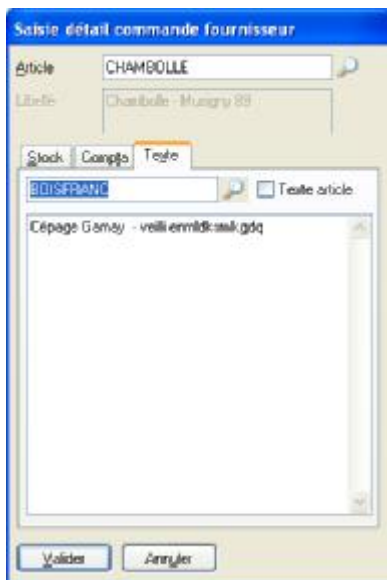 Saisie détail commande fournisseur
Article CHAMBOLLE
Libellé Chambolle - Musigny 89
Stock Compta Texte
BOISFRANC Texte article
Cépage Gamay -
Valider Annuler